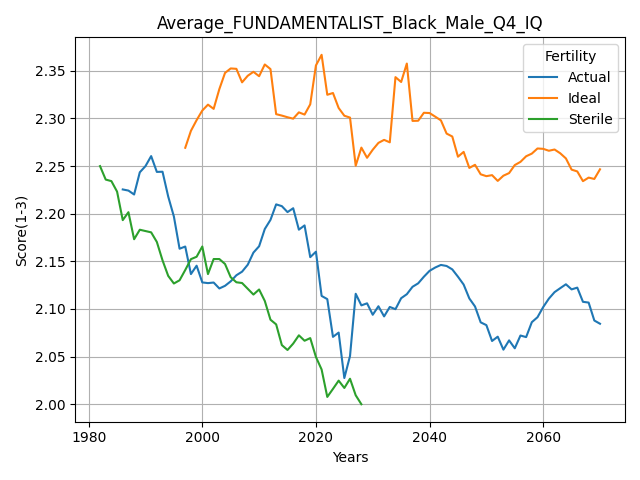 Average_FUNDAMENTALIST_Black_Male_Q4_IQ
Fertility
Actual
Ideal
Sterile
Score(1-3)
2.35
2.30
2.25
2.20
2.15
2.10
2.05
2.00
1980
2000
2020
2040
2060
Years